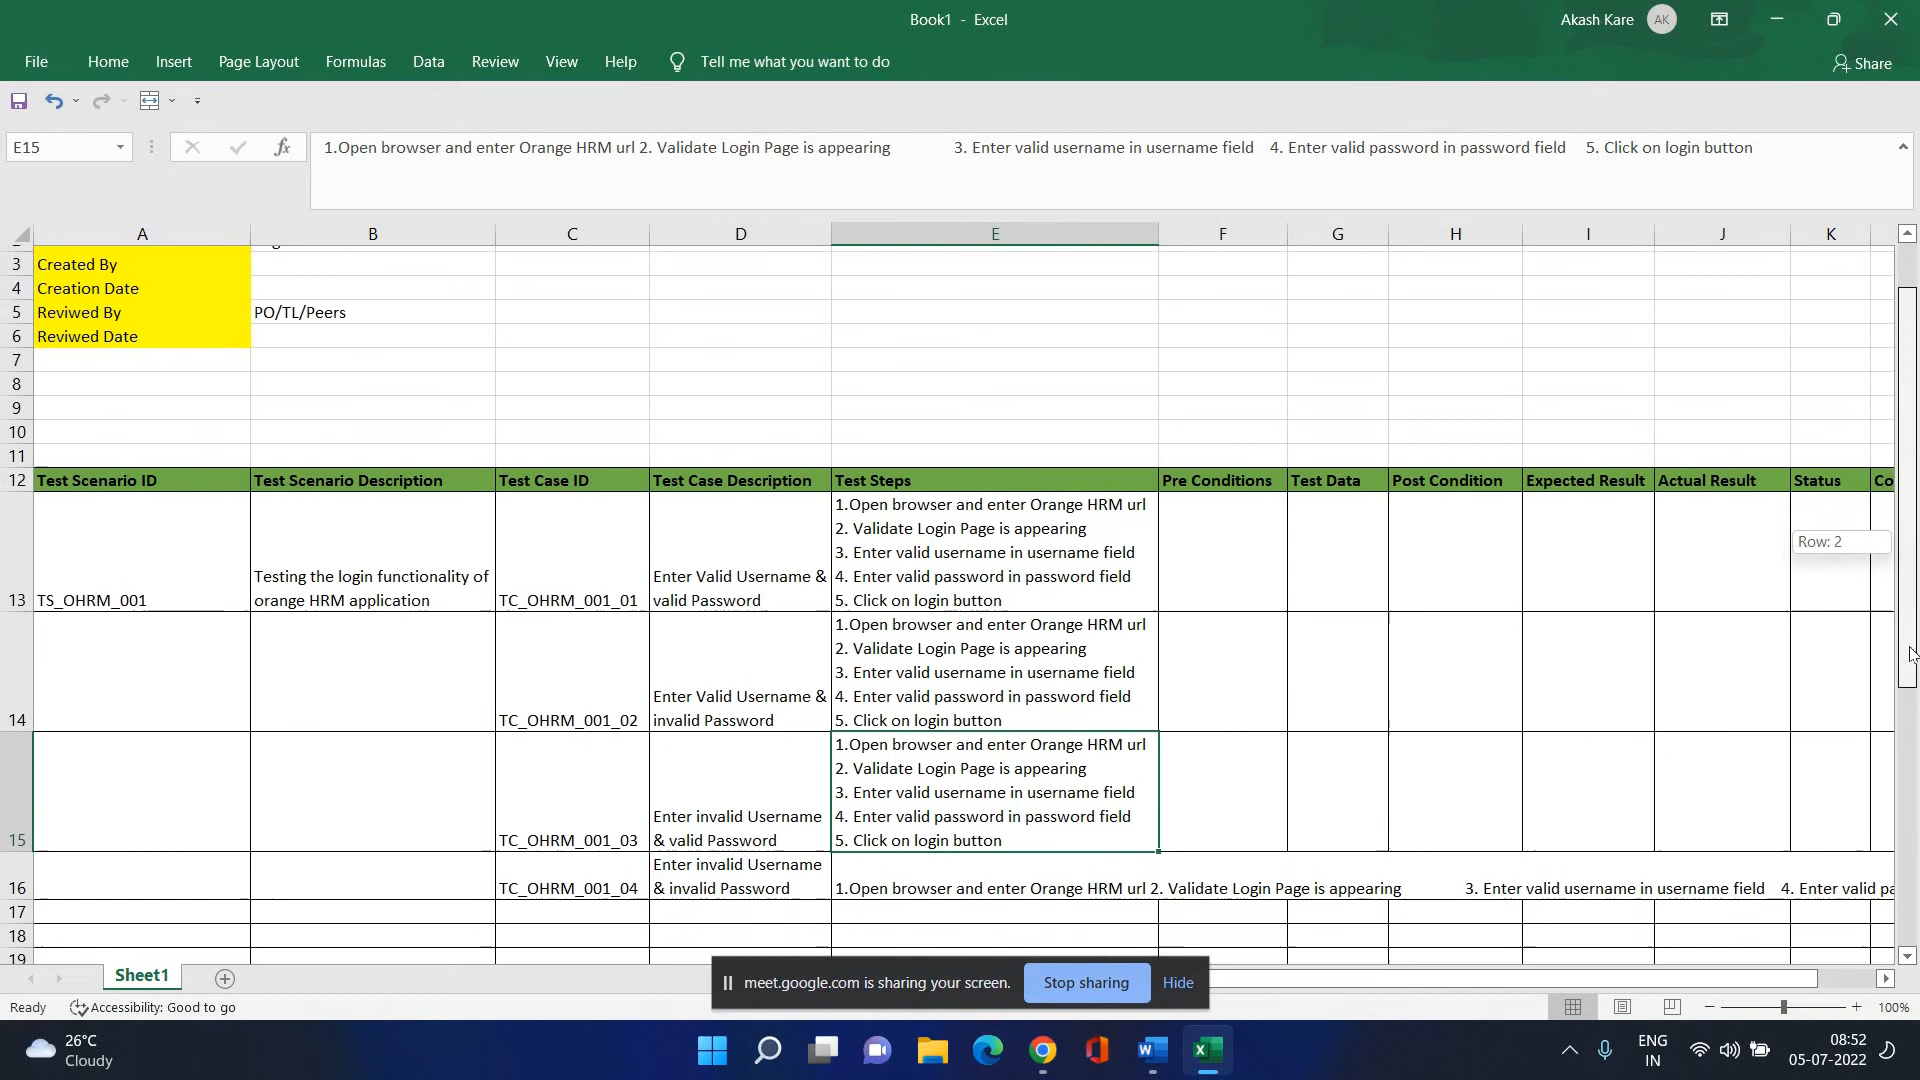 Book1 - Excel
Akash Kare
AK
File
Home
Insert
Page Layout
Formulas
Data
Review
View
Help
Tell me what you want to do
Share
E15
fx
1.Open browser and enter Orange HRM url 2. Validate Login Page is appearing 3. Enter valid username in username field 4. Enter valid password in password field 5. Click on login button
A B C D E F G H I J K
3 Created By
4 Creation Date
5 Reviwed By PO/TL/Peers
6 Reviwed Date
7
8
9
10
11
12 Test Scenario ID Test Scenario Description Test Case ID Test Case Description Test Steps Pre Conditions Test Data Post Condition Expected Result Actual Result Status Co
1.Open browser and enter Orange HRM url
2. Validate Login Page is appearing
Row: 2
3. Enter valid username in username field
Testing the login functionality of Enter Valid Username & 4. Enter valid password in password field
13 TS_OHRM_001 orange HRM application TC_OHRM_001_01 valid Password 5. Click on login button
1.Open browser and enter Orange HRM url
2. Validate Login Page is appearing
3. Enter valid username in username field
Enter Valid Username & 4. Enter valid password in password field
14 TC_OHRM_001_02 invalid Password 5. Click on login button
1.Open browser and enter Orange HRM url
2. Validate Login Page is appearing
3. Enter valid username in username field
Enter invalid Username 4. Enter valid password in password field
15 TC_OHRM_001_03 & valid Password 5. Click on login button
Enter invalid Username
16 TC_OHRM_001_04 & invalid Password 1.Open browser and enter Orange HRM url 2. Validate Login Page is appearing 3. Enter valid username in username field 4. Enter valid pa
17
18
19
Sheet1
meet.google.com is sharing your screen.
Stop sharing
Hide
Ready
Accessibility: Good to go
100%
26°C
Cloudy
ENG
IN
08:52
05-07-2022